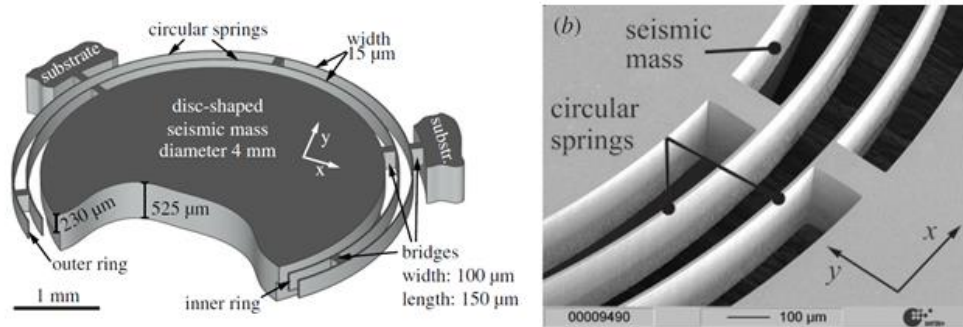 circular springs
width
15 µm
substrate
disc-shaped
seismic mass
diameter 4 mm
y
x
substr.
230 µm
525 µm
outer ring
bridges
width: 100 µm
length: 150 µm
inner ring
1 mm
(b)
seismic
mass
circular
springs
x
y
00009490
100 µm